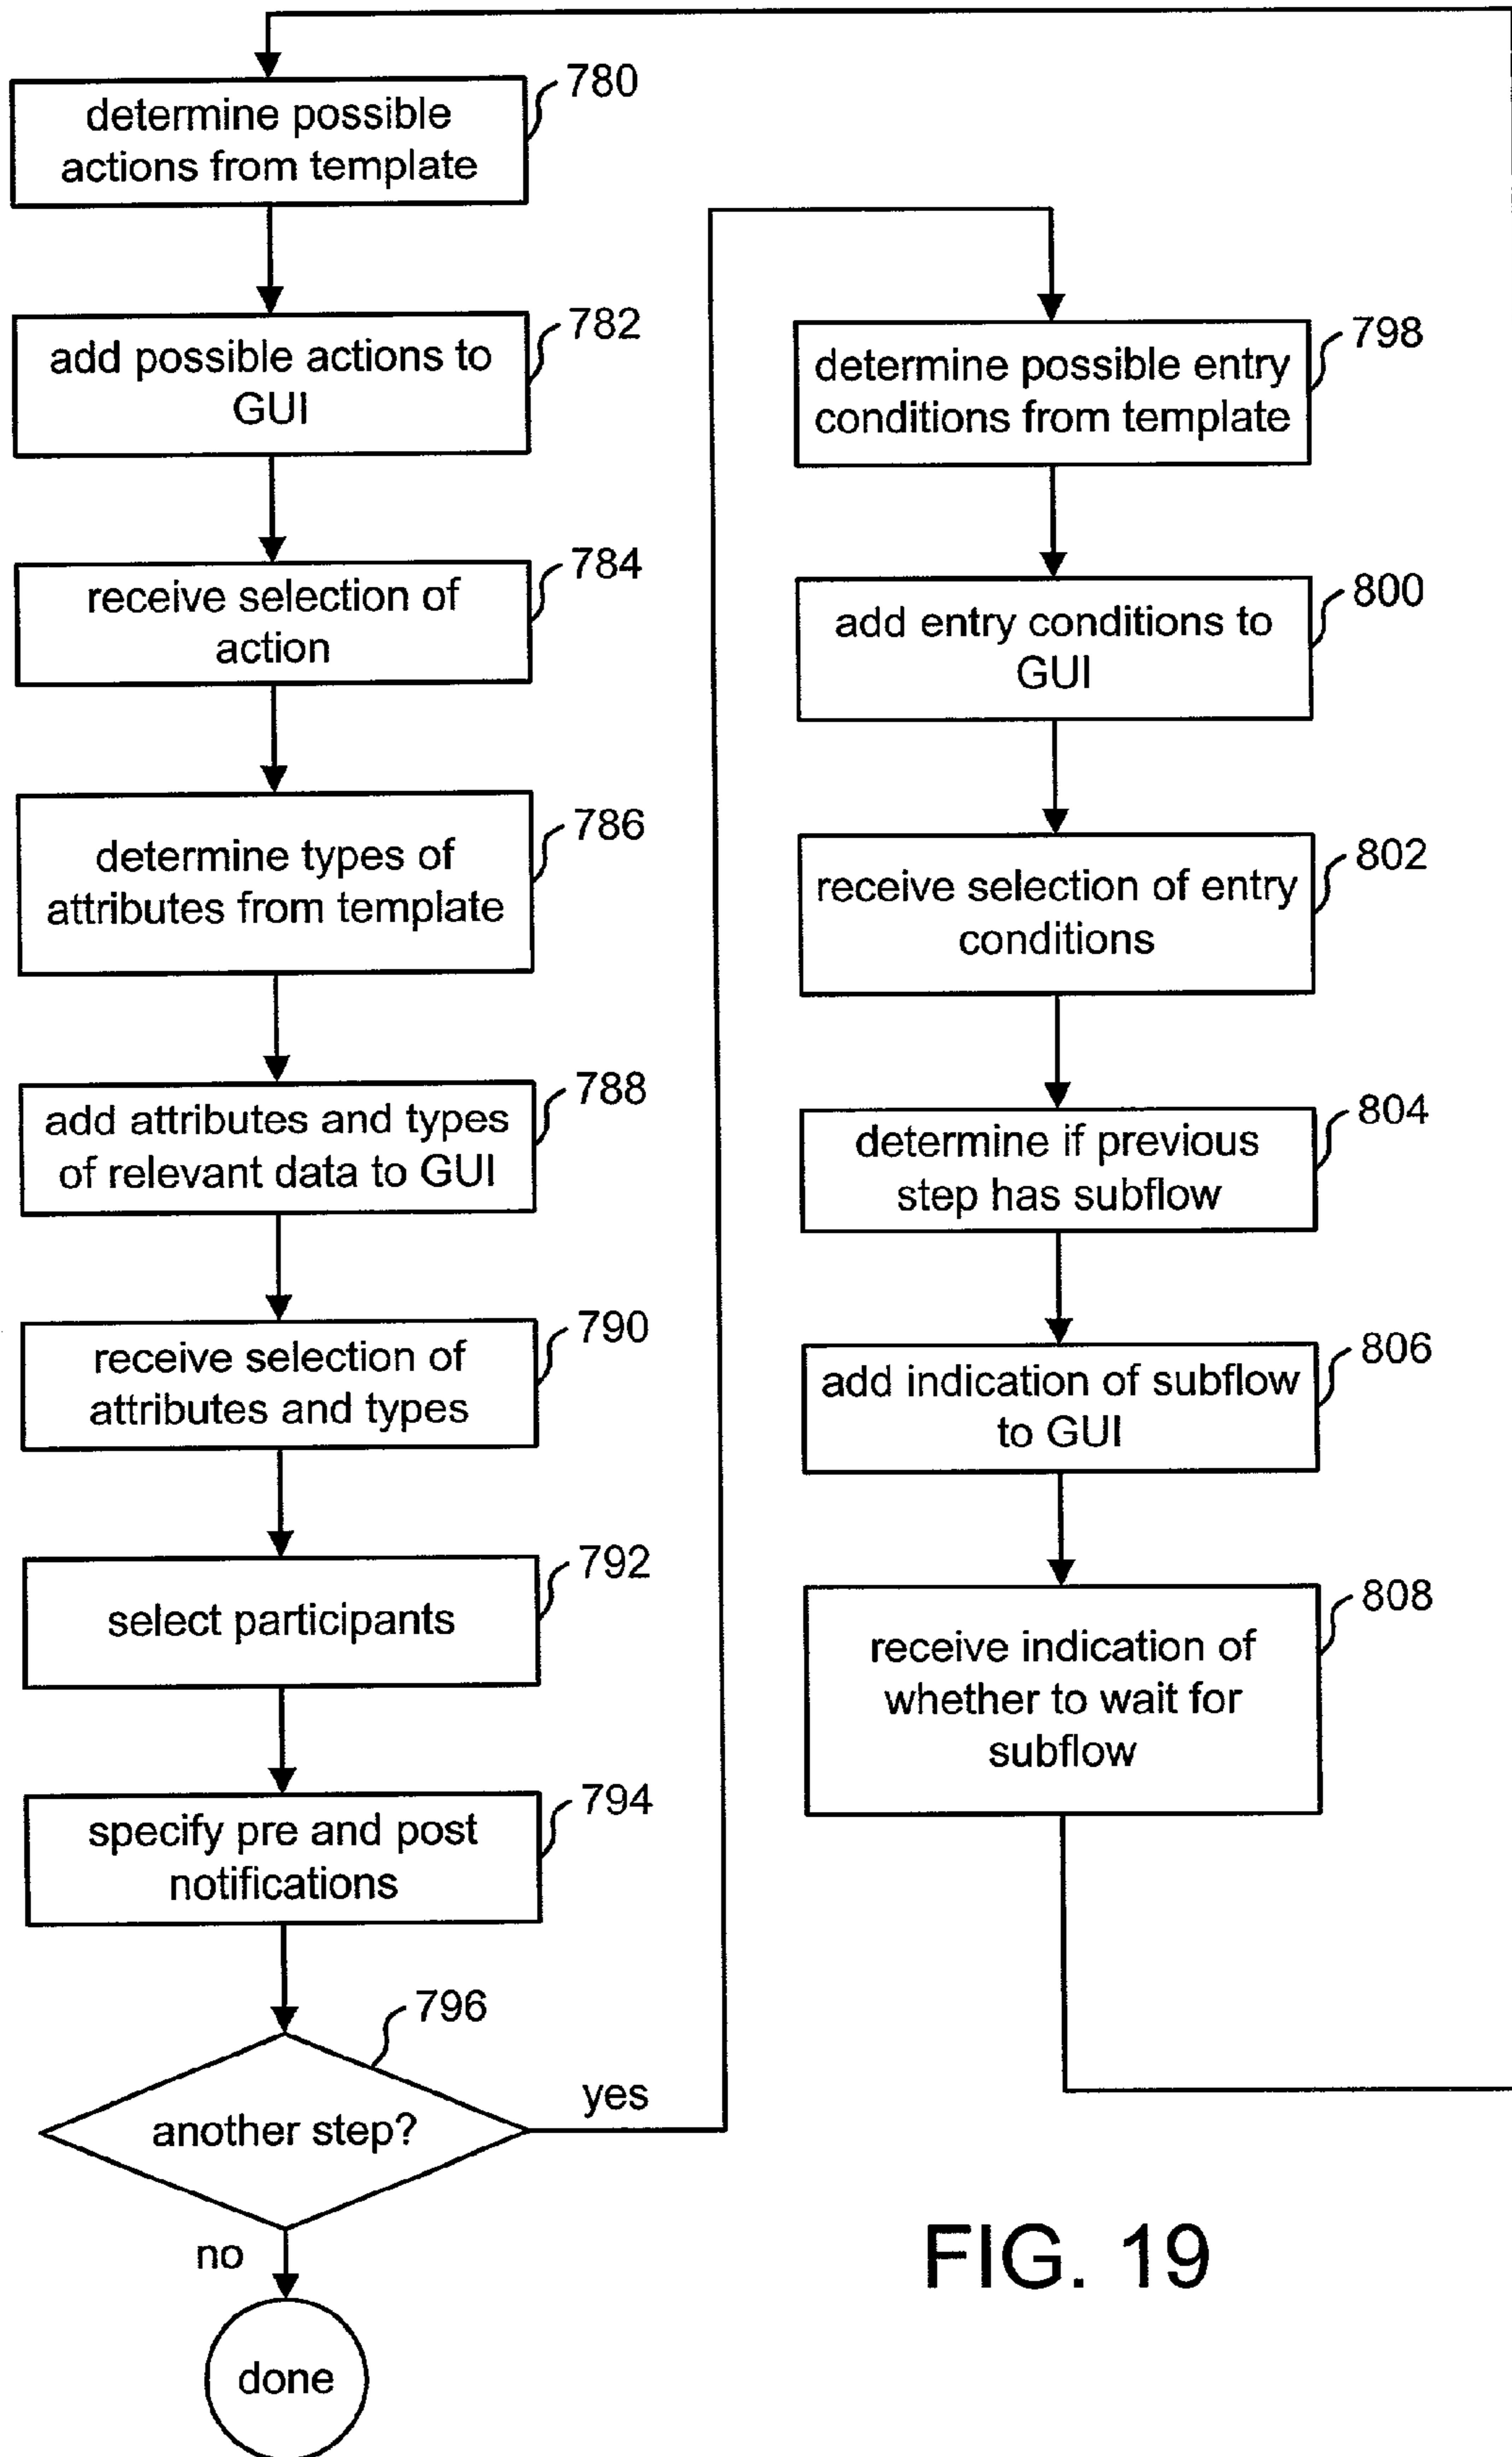 780
determine possible
actions from template
782
add possible actions to
GUI
784
receive selection of
action
786
determine types of
attributes from template
788
add attributes and types
of relevant data to GUI
790
receive selection of
attributes and types
792
select participants
794
specify pre and post
notifications
796
another step?
yes
no
done
798
determine possible entry
conditions from template
800
add entry conditions to
GUI
802
receive selection of entry
conditions
804
determine if previous
step has subflow
806
add indication of subflow
to GUI
808
receive indication of
whether to wait for
subflow
FIG. 19